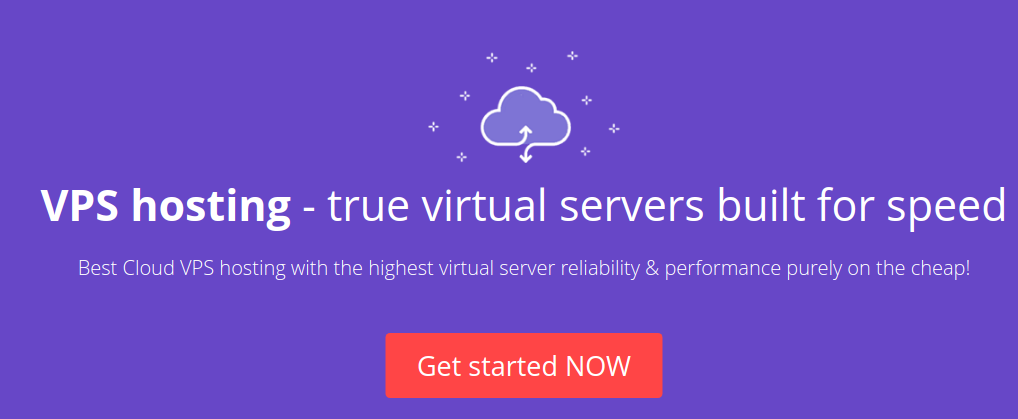 VPS hosting - true virtual servers built for speed
Best Cloud VPS hosting with the highest virtual server reliability & performance purely on the cheap!
Get started NOW